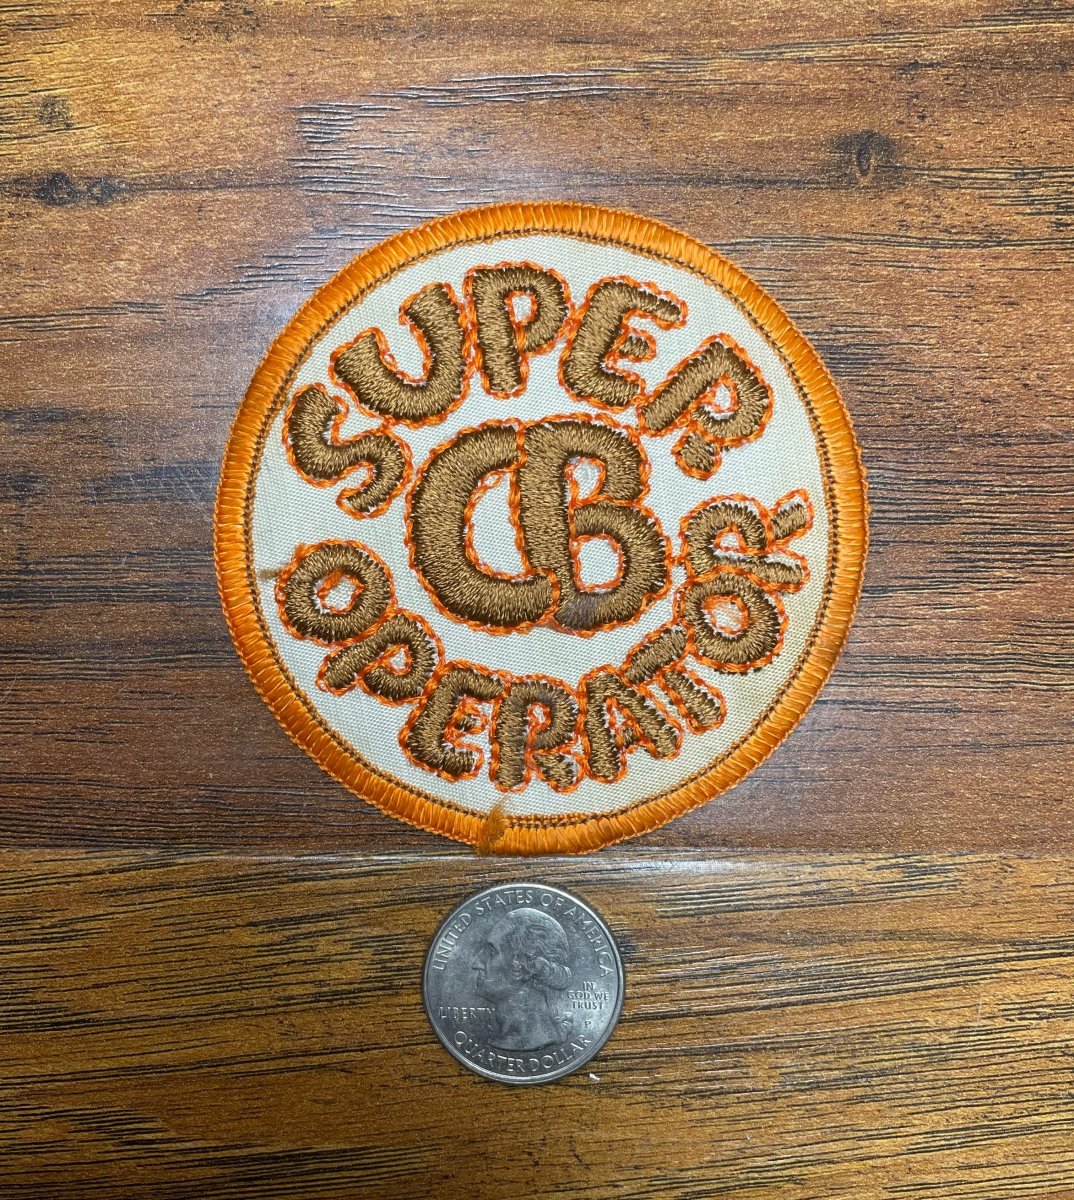 SUPER
CB
OPERATOR
UNITED STATES OF AMERICA
LIBERTY
IN
GOD WE
TRUST
P
QUARTER DOLLAR